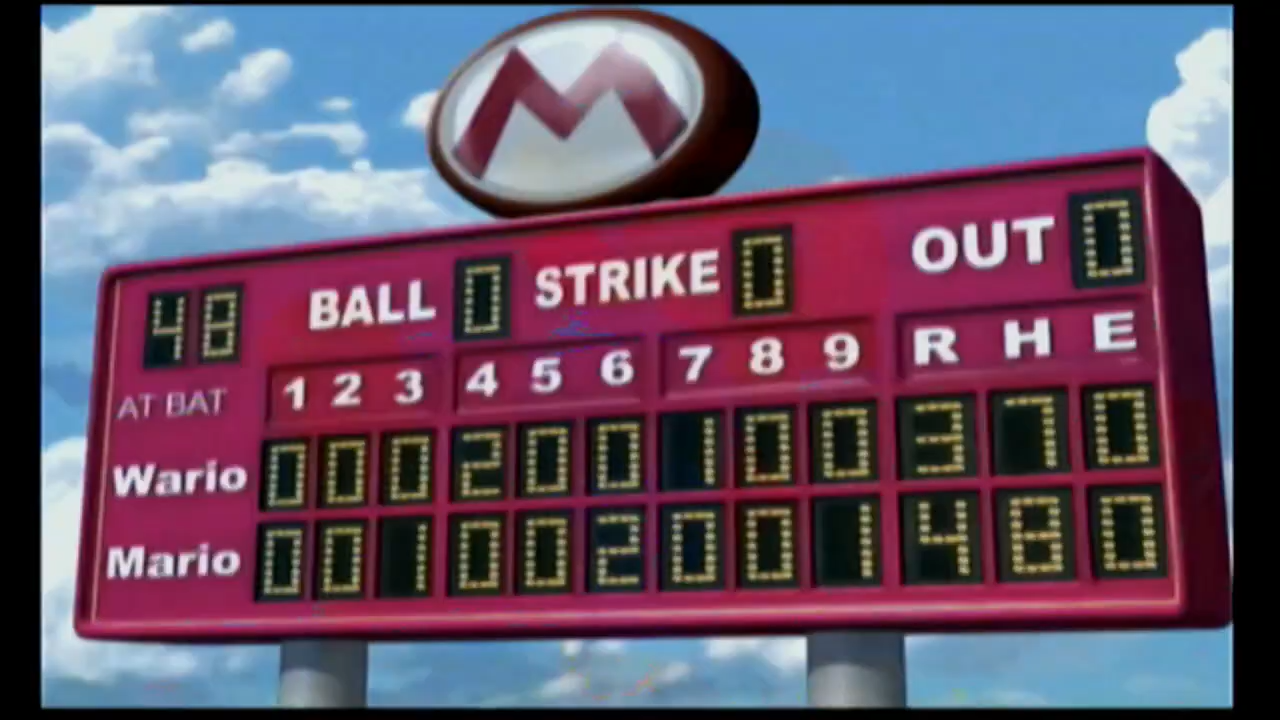 M
48 BALL 0 STRIKE 0 OUT 0
AT BAT 1 2 3 4 5 6 7 8 9 R H E
Wario 0 0 0 2 0 0 1 0 0 3 7 0
Mario 0 0 1 0 0 2 0 0 1 4 8 0